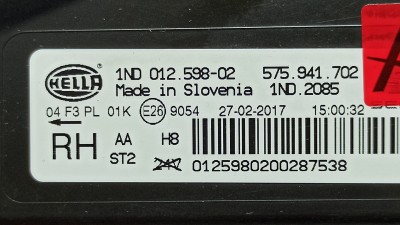 HELLA
1ND 012.598-02 575.941.702
Made in Slovenia 1ND.2085
04 F3 PL 01K E26 9054 27-02-2017 15:00:32
RH AA H8
ST2 0125980200287538